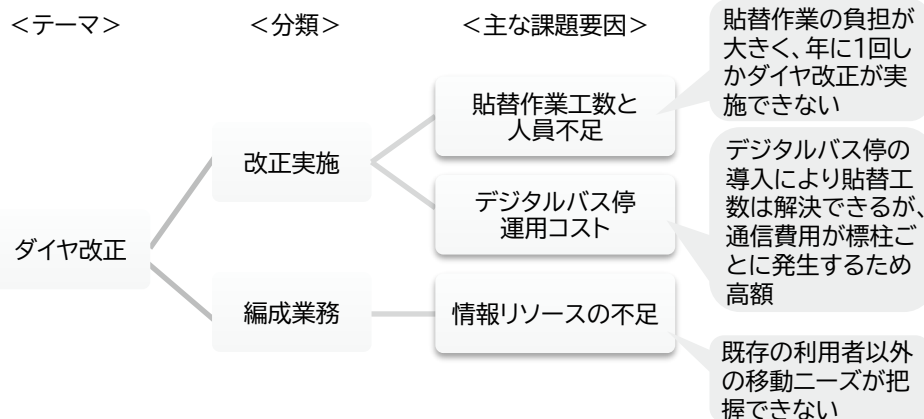 <テーマ>
<分類>
<主な課題要因>
ダイヤ改正
改正実施
編成業務
貼替作業工数と
人員不足
デジタルバス停
運用コスト
情報リソースの不足
貼替作業の負担が
大きく、年に1回し
かダイヤ改正が実
施できない
デジタルバス停の
導入により貼替工
数は解決できるが、
通信費用が標柱ご
とに発生するため
高額
既存の利用者以外
の移動ニーズが把
握できない